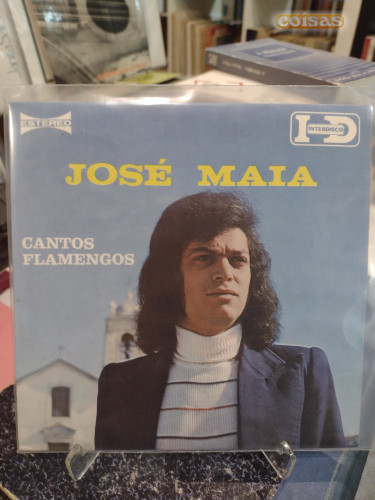 coisas
ESTEREO
INTERDISCO
JOSÉ MAIA
CANTOS
FLAMENGOS